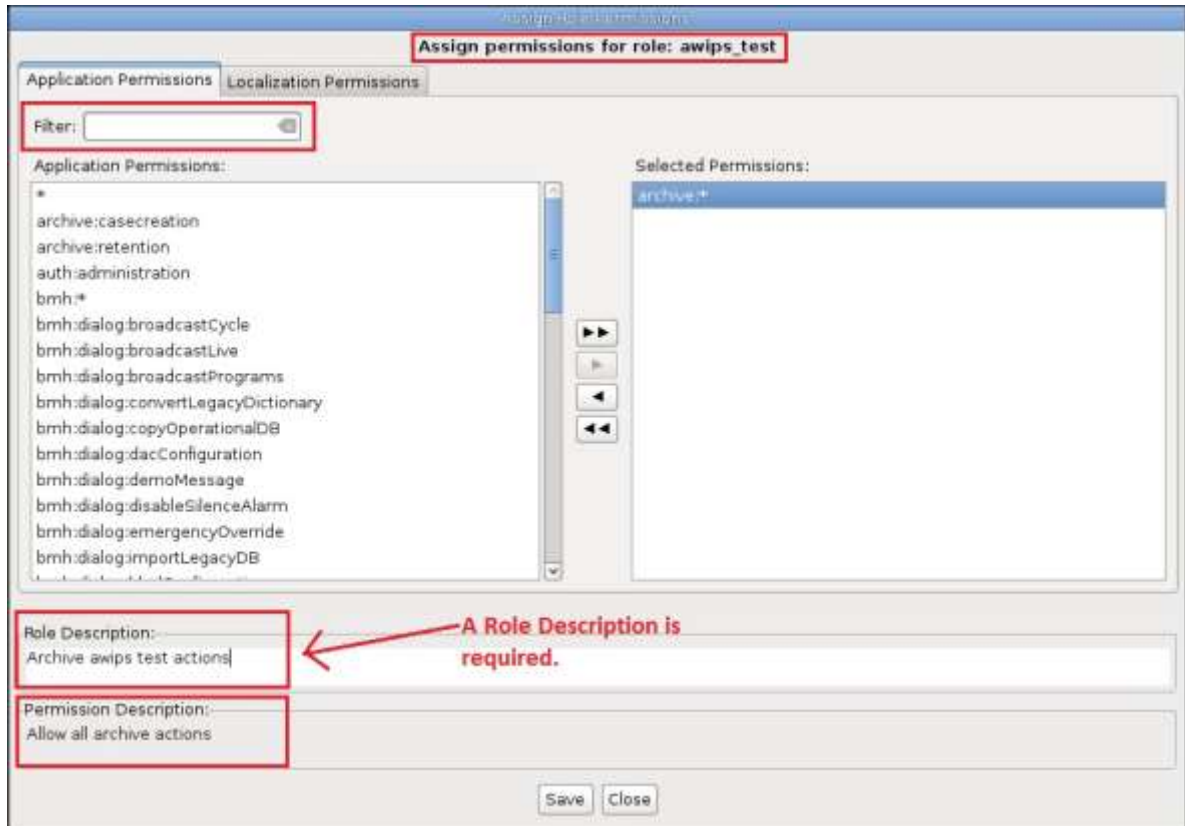 Assign Role Permissions
Assign permissions for role: awips_test
Application Permissions
Localization Permissions
Filter:
Application Permissions:
*
archive:casecreation
archive:retention
auth:administration
bmh:*
bmh:dialog:broadcastCycle
bmh:dialog:broadcastLive
bmh:dialog:broadcastPrograms
bmh:dialog:convertLegacyDictionary
bmh:dialog:copyOperationalDB
bmh:dialog:dacConfiguration
bmh:dialog:demoMessage
bmh:dialog:disableSilenceAlarm
bmh:dialog:emergencyOverride
bmh:dialog:importLegacyDB
Selected Permissions:
archive:*
Role Description:
Archive awips test actions
A Role Description is
required.
Permission Description:
Allow all archive actions
Save
Close